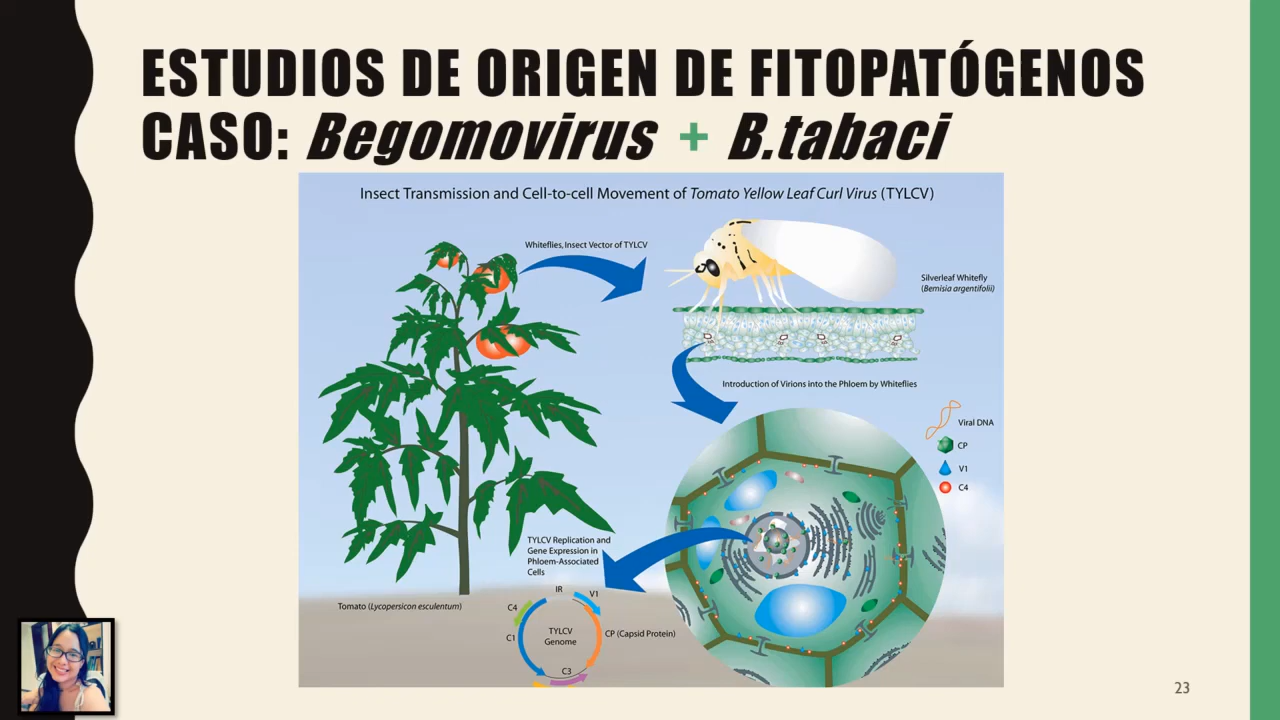 ESTUDIOS DE ORIGEN DE FITOPATÓGENOS
CASO: Begomovirus + B.tabaci
Insect Transmission and Cell-to-cell Movement of Tomato Yellow Leaf Curl Virus (TYLCV)
Whiteflies, Insect Vector of TYLCV
Silverleaf Whitefly
(Bemisia argentifolii)
Introduction of Virions into the Phloem by Whiteflies
Viral DNA
CP
V1
C4
TYLCV Replication and
Gene Expression in
Phloem-Associated
Cells
Tomato (Lycopersicon esculentum)
IR
V1
C4
C1
TYLCV
Genome
CP (Capsid Protein)
C3
23